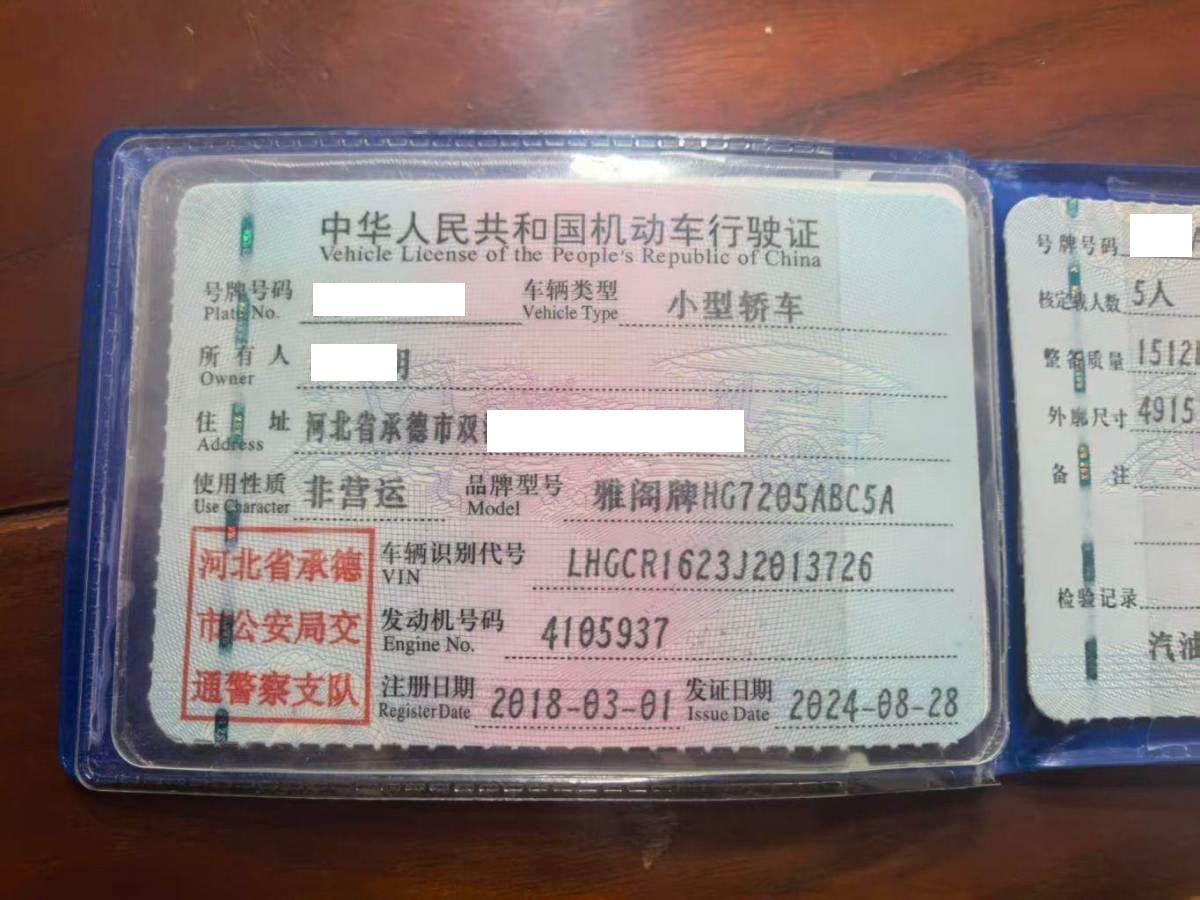 中华人民共和国机动车行驶证
Vehicle License of the People's Republic of China
号牌号码
Plate No.
车辆类型 小型轿车
Vehicle Type
所有人
Owner
住址 河北省承德市双
Address
使用性质 非营运
Use Character
品牌型号 雅阁牌HG7205ABC5A
Model
河北省承德
市公安局交
通警察支队
车辆识别代号 LHGCR1623J2013726
VIN
发动机号码 4105937
Engine No.
注册日期 2018-03-01
Register Date
发证日期 2024-08-28
Issue Date
号牌号码
核定载人数 5人
整备质量 1512
外廓尺寸 4915
备注
检验记录
汽油